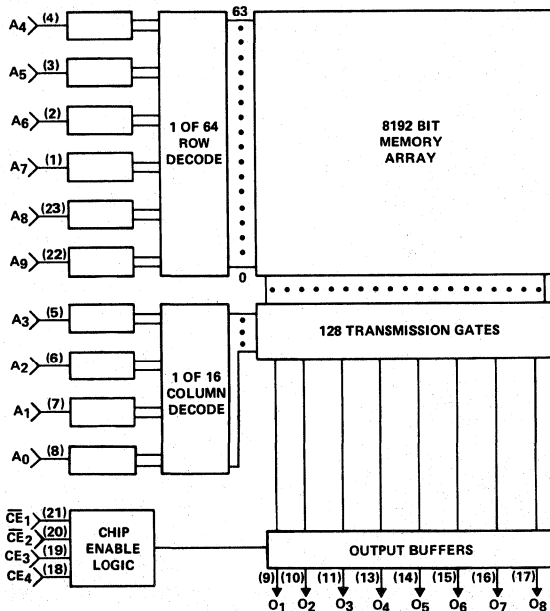 63
A4 (4)
A5 (3)
A6 (2)
A7 (1)
A8 (23)
A9 (22)
1 OF 64
ROW
DECODE
8192 BIT
MEMORY
ARRAY
0
A3 (5)
A2 (6)
A1 (7)
A0 (8)
1 OF 16
COLUMN
DECODE
128 TRANSMISSION GATES
C̅E̅1 (21)
C̅E̅2 (20)
CE3 (19)
CE4 (18)
CHIP
ENABLE
LOGIC
OUTPUT BUFFERS
(9) (10) (11) (13) (14) (15) (16) (17)
O1 O2 O3 O4 O5 O6 O7 O8